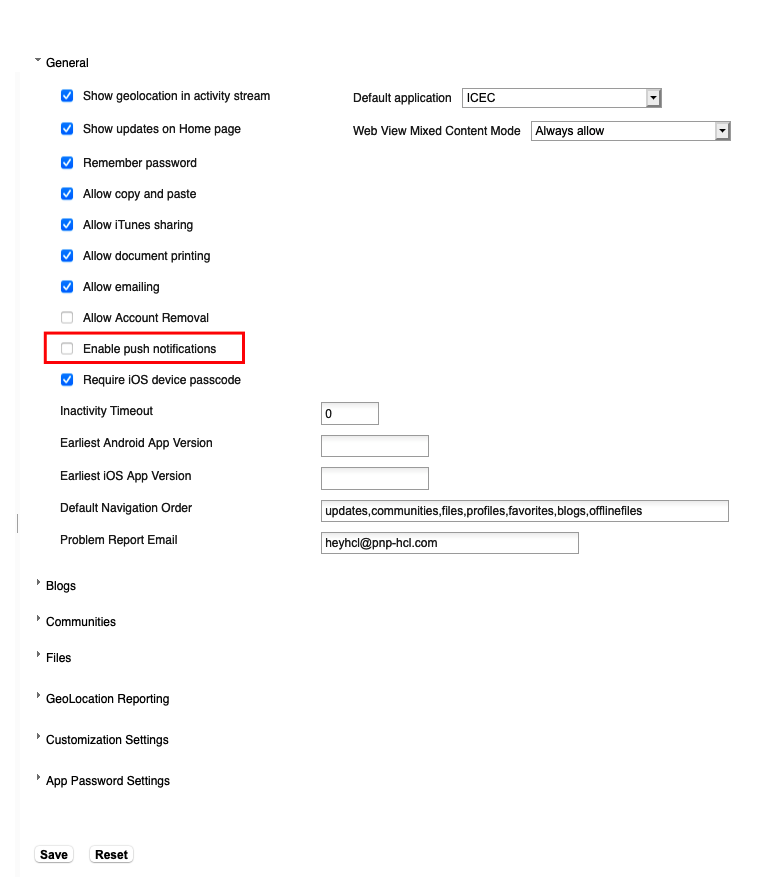 General
Show geolocation in activity stream
Default application ICEC
Show updates on Home page
Web View Mixed Content Mode Always allow
Remember password
Allow copy and paste
Allow iTunes sharing
Allow document printing
Allow emailing
Allow Account Removal
Enable push notifications
Require iOS device passcode
Inactivity Timeout 0
Earliest Android App Version
Earliest iOS App Version
Default Navigation Order updates,communities,files,profiles,favorites,blogs,offlinefiles
Problem Report Email heyhcl@pnp-hcl.com
Blogs
Communities
Files
GeoLocation Reporting
Customization Settings
App Password Settings
Save Reset